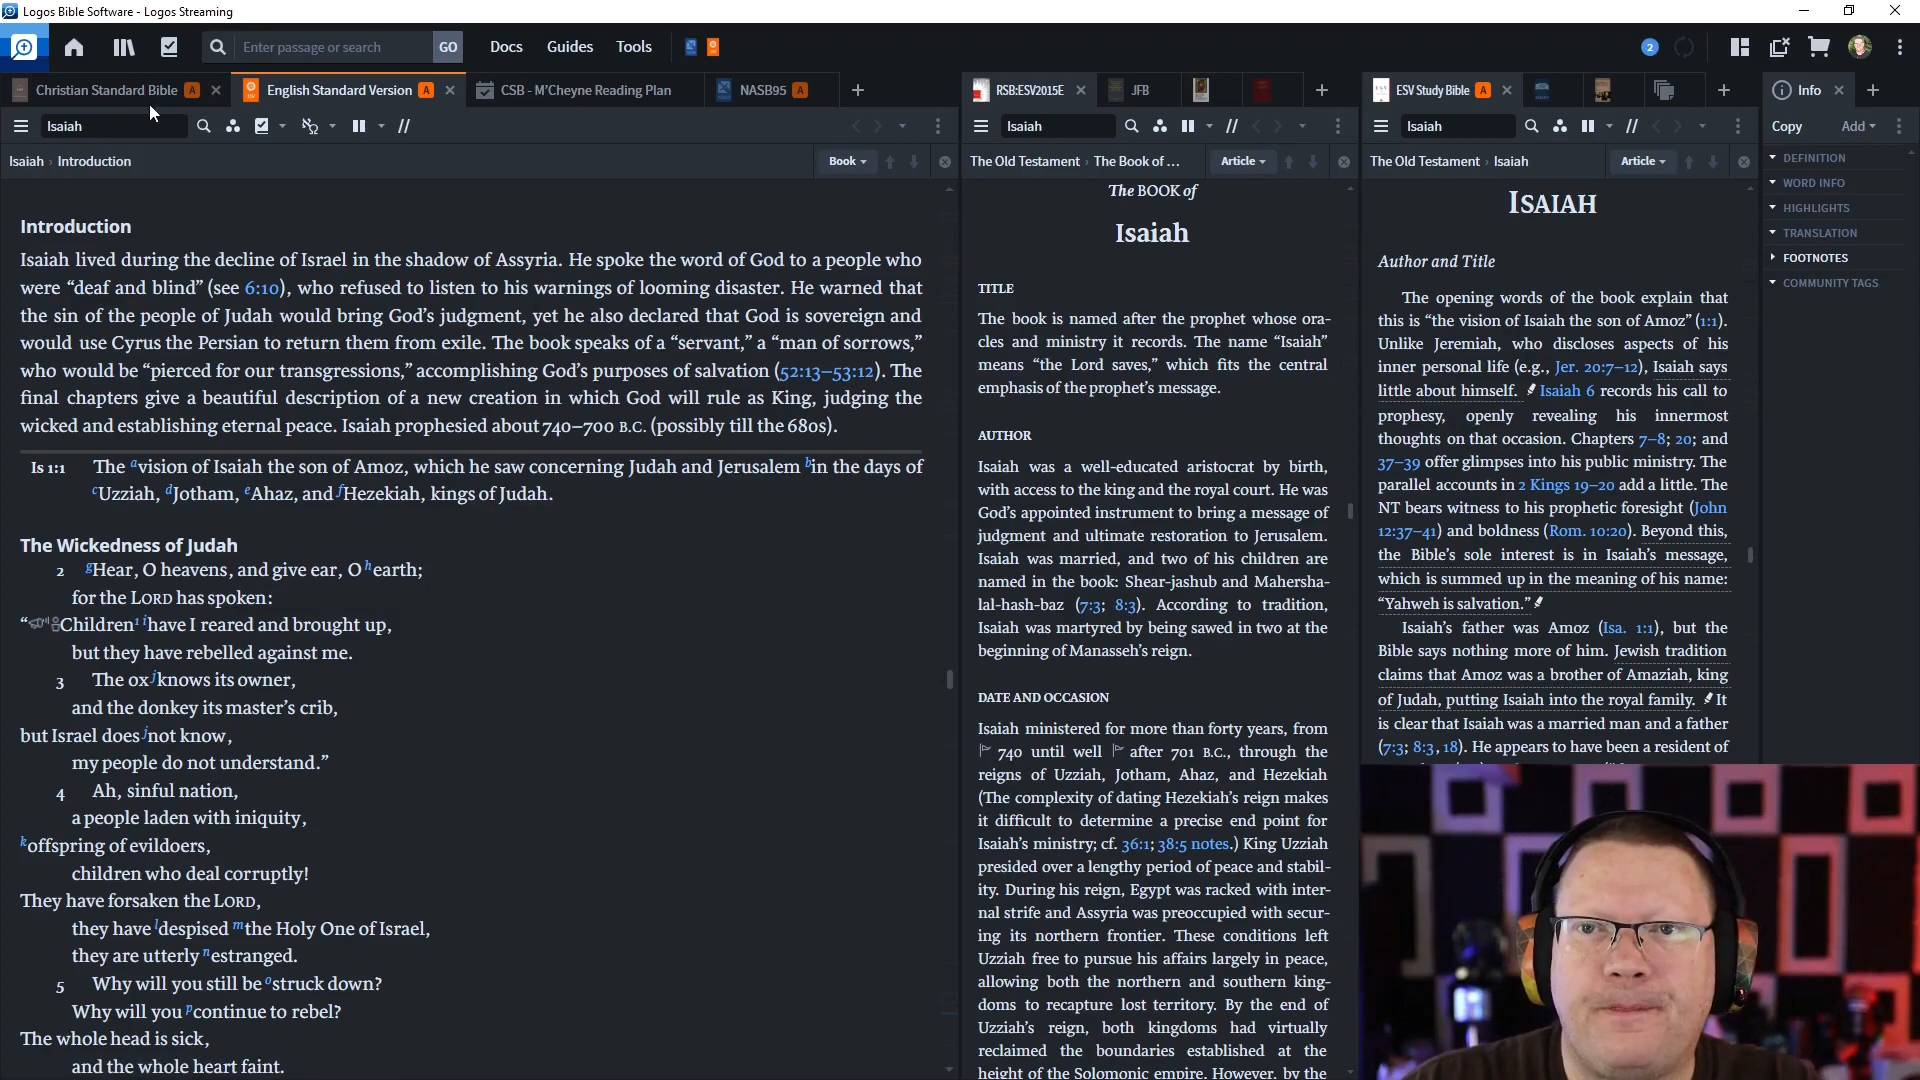 Logos Bible Software - Logos Streaming
Enter passage or search
GO
Docs
Guides
Tools
2
Christian Standard Bible A
English Standard Version A
CSB - M'Cheyne Reading Plan
NASB95 A
Isaiah
Isaiah › Introduction
Book
Introduction
Isaiah lived during the decline of Israel in the shadow of Assyria. He spoke the word of God to a people who
were “deaf and blind” (see 6:10), who refused to listen to his warnings of looming disaster. He warned that
the sin of the people of Judah would bring God’s judgment, yet he also declared that God is sovereign and
would use Cyrus the Persian to return them from exile. The book speaks of a “servant,” a “man of sorrows,”
who would be “pierced for our transgressions,” accomplishing God’s purposes of salvation (52:13–53:12). The
final chapters give a beautiful description of a new creation in which God will rule as King, judging the
wicked and establishing eternal peace. Isaiah prophesied about 740–700 B.C. (possibly till the 680s).
Is 1:1 The avision of Isaiah the son of Amoz, which he saw concerning Judah and Jerusalem bin the days of
cUzziah, dJotham, eAhaz, and fHezekiah, kings of Judah.
The Wickedness of Judah
2 gHear, O heavens, and give ear, O hearth;
for the LORD has spoken:
“Children1 ihave I reared and brought up,
but they have rebelled against me.
3 The ox jknows its owner,
and the donkey its master’s crib,
but Israel does jnot know,
my people do not understand.”
4 Ah, sinful nation,
a people laden with iniquity,
koffspring of evildoers,
children who deal corruptly!
They have forsaken the LORD,
they have ldespised mthe Holy One of Israel,
they are utterly nestranged.
5 Why will you still be ostruck down?
Why will you pcontinue to rebel?
The whole head is sick,
and the whole heart faint.
RSB:ESV2015E
JFB
Isaiah
The Old Testament › The Book of ...
Article
The BOOK of
Isaiah
TITLE
The book is named after the prophet whose ora-
cles and ministry it records. The name “Isaiah”
means “the Lord saves,” which fits the central
emphasis of the prophet’s message.
AUTHOR
Isaiah was a well-educated aristocrat by birth,
with access to the king and the royal court. He was
God’s appointed instrument to bring a message of
judgment and ultimate restoration to Jerusalem.
Isaiah was married, and two of his children are
named in the book: Shear-jashub and Mahersha-
lal-hash-baz (7:3; 8:3). According to tradition,
Isaiah was martyred by being sawed in two at the
beginning of Manasseh’s reign.
DATE AND OCCASION
Isaiah ministered for more than forty years, from
740 until well after 701 B.C., through the
reigns of Uzziah, Jotham, Ahaz, and Hezekiah
(The complexity of dating Hezekiah’s reign makes
it difficult to determine a precise end point for
Isaiah’s ministry; cf. 36:1; 38:5 notes.) King Uzziah
presided over a lengthy period of peace and stabil-
ity. During his reign, Egypt was racked with inter-
nal strife and Assyria was preoccupied with secur-
ing its northern frontier. These conditions left
Uzziah free to pursue his affairs largely in peace,
allowing both the northern and southern king-
doms to recapture lost territory. By the end of
Uzziah’s reign, both kingdoms had virtually
reclaimed the boundaries established at the
height of the Solomonic empire. However, by the
ESV Study Bible A
Isaiah
The Old Testament › Isaiah
Article
ISAIAH
Author and Title
The opening words of the book explain that
this is “the vision of Isaiah the son of Amoz” (1:1).
Unlike Jeremiah, who discloses aspects of his
inner personal life (e.g., Jer. 20:7–12), Isaiah says
little about himself. Isaiah 6 records his call to
prophesy, openly revealing his innermost
thoughts on that occasion. Chapters 7–8; 20; and
37–39 offer glimpses into his public ministry. The
parallel accounts in 2 Kings 19–20 add a little. The
NT bears witness to his prophetic foresight (John
12:37–41) and boldness (Rom. 10:20). Beyond this,
the Bible’s sole interest is in Isaiah’s message,
which is summed up in the meaning of his name:
“Yahweh is salvation.”
Isaiah’s father was Amoz (Isa. 1:1), but the
Bible says nothing more of him. Jewish tradition
claims that Amoz was a brother of Amaziah, king
of Judah, putting Isaiah into the royal family. It
is clear that Isaiah was a married man and a father
(7:3; 8:3, 18). He appears to have been a resident of
Info
Copy
Add
DEFINITION
WORD INFO
HIGHLIGHTS
TRANSLATION
FOOTNOTES
COMMUNITY TAGS